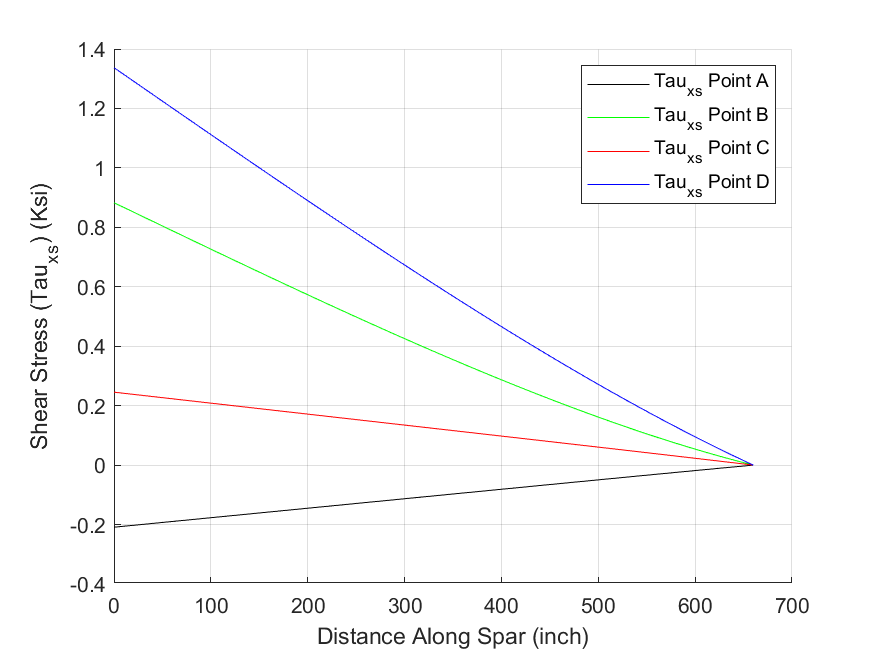 1.4
1.2
1
0.8
0.6
0.4
0.2
0
-0.2
-0.4
0 100 200 300 400 500 600 700
Distance Along Spar (inch)
Shear Stress (Tauxs) (Ksi)
Tauxs Point A
Tauxs Point B
Tauxs Point C
Tauxs Point D